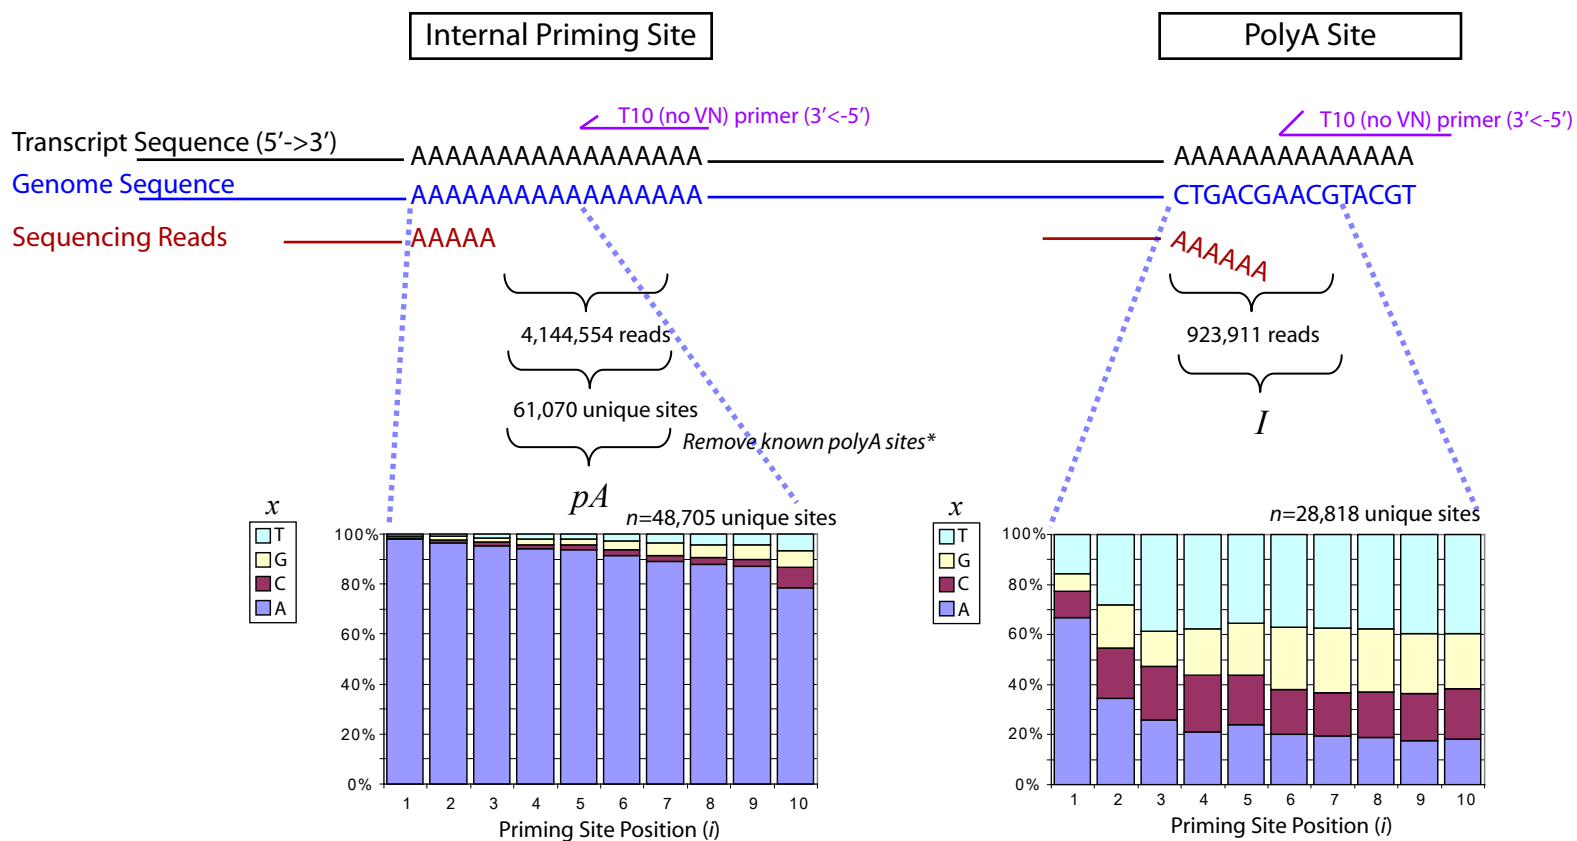 Internal Priming Site
PolyA Site
T10 (no VN) primer (3’<-5’)
T10 (no VN) primer (3’<-5’)
Transcript Sequence (5’->3’)
AAAAAAAAAAAAAAAAA
AAAAAAAAAAAAAA
Genome Sequence
AAAAAAAAAAAAAAAAA
CTGACGAACGTACGT
Sequencing Reads
AAAAA
AAAAAA
4,144,554 reads
923,911 reads
61,070 unique sites
I
Remove known polyA sites*
pA
x
n=48,705 unique sites
T
G
C
A
100%
80%
60%
40%
20%
0%
1 2 3 4 5 6 7 8 9 10
Priming Site Position (i)
x
n=28,818 unique sites
T
G
C
A
100%
80%
60%
40%
20%
0%
1 2 3 4 5 6 7 8 9 10
Priming Site Position (i)